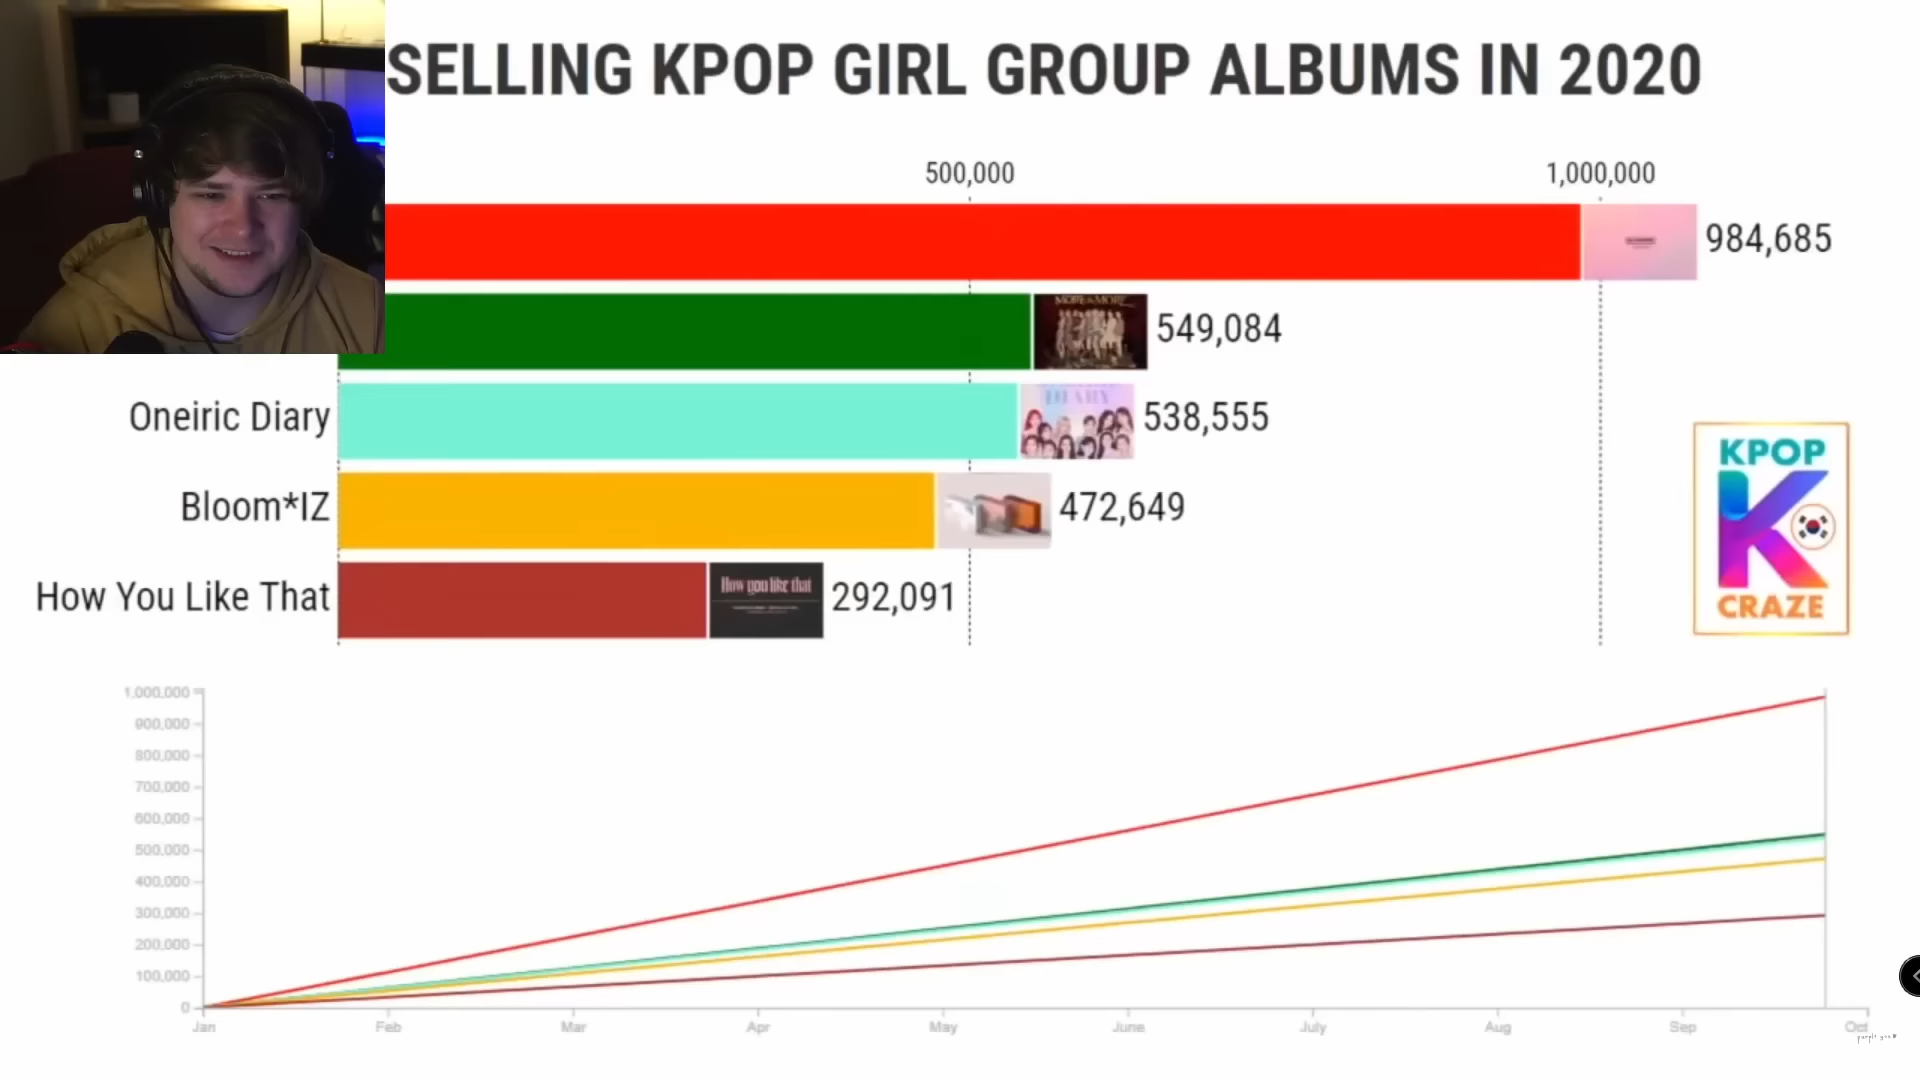 SELLING KPOP GIRL GROUP ALBUMS IN 2020
500,000 1,000,000
984,685
MORE & MORE 549,084
Oneiric Diary DIARY 538,555
Bloom*IZ 472,649
How You Like That How you like that 292,091
KPOP
K
CRAZE
1,000,000
900,000
800,000
700,000
600,000
500,000
400,000
300,000
200,000
100,000
0
Jan Feb Mar Apr May June July Aug Sep Oct